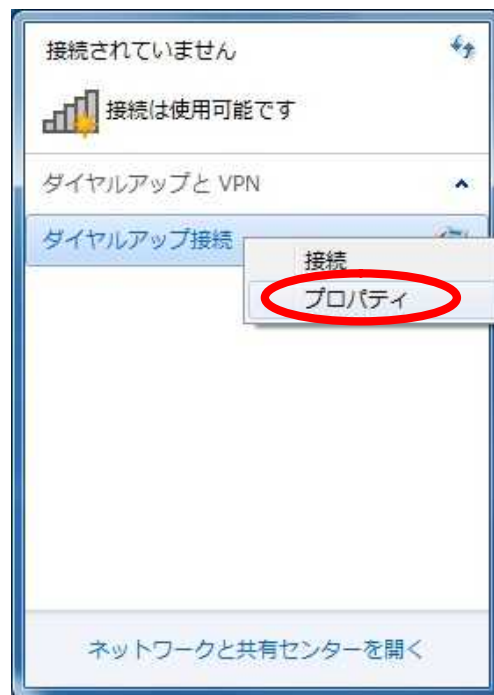 接続されていません
接続は使用可能です
ダイヤルアップと VPN
ダイヤルアップ接続
接続
プロパティ
ネットワークと共有センターを開く